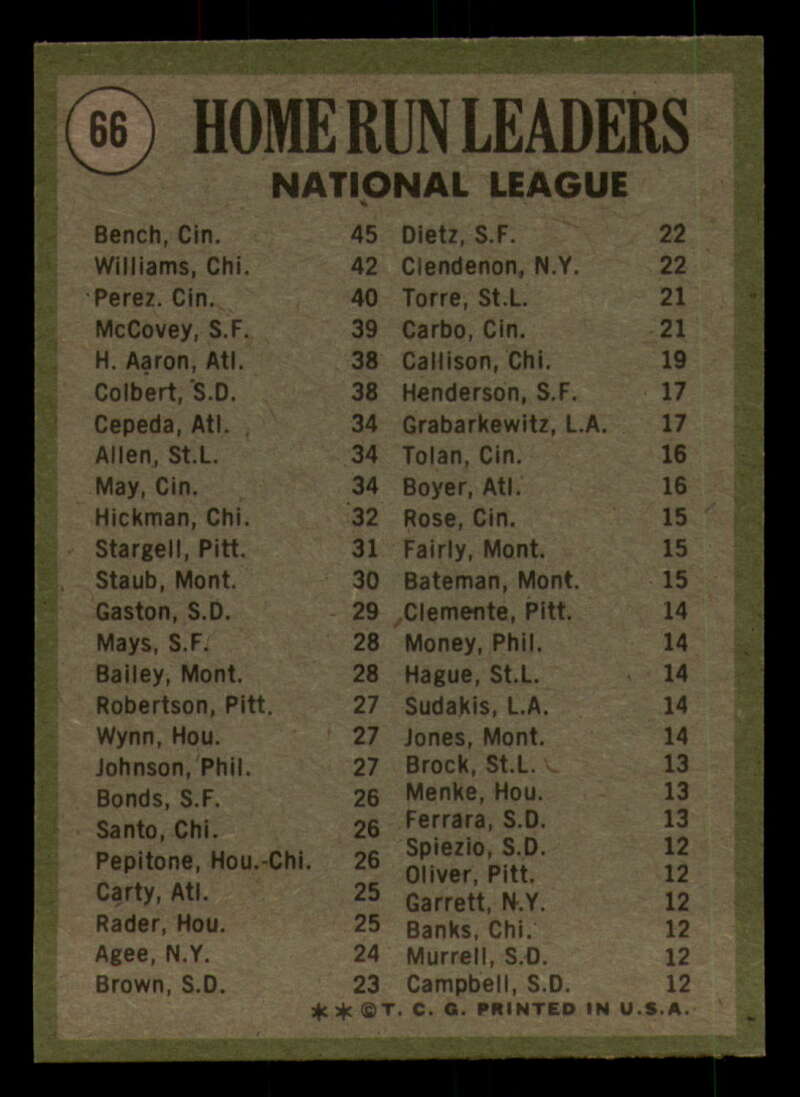 66
HOME RUN LEADERS
NATIONAL LEAGUE
Bench, Cin. 45
Williams, Chi. 42
Perez. Cin. 40
McCovey, S.F. 39
H. Aaron, Atl. 38
Colbert, S.D. 38
Cepeda, Atl. 34
Allen, St.L. 34
May, Cin. 34
Hickman, Chi. 32
Stargell, Pitt. 31
Staub, Mont. 30
Gaston, S.D. 29
Mays, S.F. 28
Bailey, Mont. 28
Robertson, Pitt. 27
Wynn, Hou. 27
Johnson, Phil. 27
Bonds, S.F. 26
Santo, Chi. 26
Pepitone, Hou.-Chi. 26
Carty, Atl. 25
Rader, Hou. 25
Agee, N.Y. 24
Brown, S.D. 23
Dietz, S.F. 22
Clendenon, N.Y. 22
Torre, St.L. 21
Carbo, Cin. 21
Callison, Chi. 19
Henderson, S.F. 17
Grabarkewitz, L.A. 17
Tolan, Cin. 16
Boyer, Atl. 16
Rose, Cin. 15
Fairly, Mont. 15
Bateman, Mont. 15
Clemente, Pitt. 14
Money, Phil. 14
Hague, St.L. 14
Sudakis, L.A. 14
Jones, Mont. 14
Brock, St.L. 13
Menke, Hou. 13
Ferrara, S.D. 13
Spiezio, S.D. 12
Oliver, Pitt. 12
Garrett, N.Y. 12
Banks, Chi. 12
Murrell, S.D. 12
Campbell, S.D. 12
**©T. C. G. PRINTED IN U.S.A.